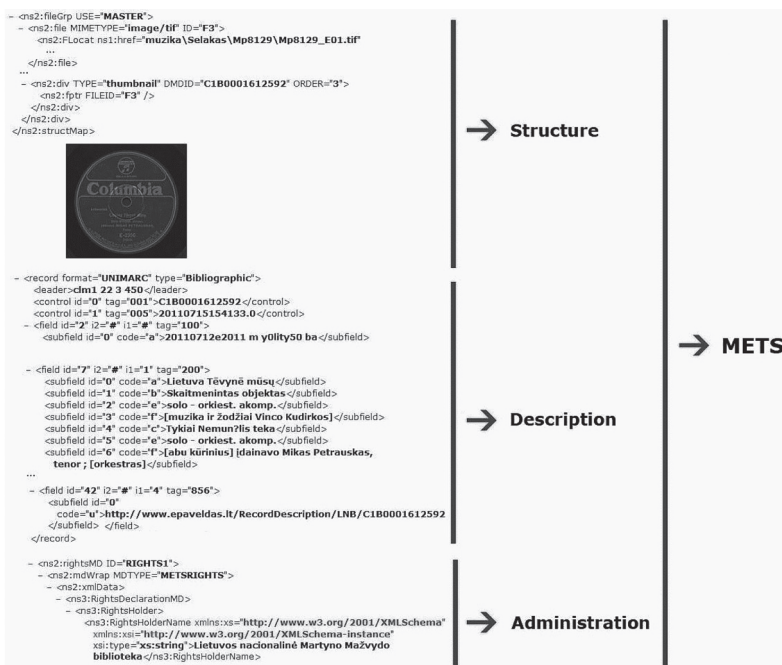 – <ns2:fileGrp USE="MASTER">
– <ns2:file MIMETYPE="image/tif" ID="F3">
<ns2:FLocat ns1:href="muzika\Selakas\Mp8129\Mp8129_E01.tif"
...
</ns2:file>
...
– <ns2:div TYPE="thumbnail" DMDID="C1B0001612592" ORDER="3">
<ns2:fptr FILEID="F3" />
</ns2:div>
</ns2:div>
</ns2:structMap>
Columbia
Structure
– <record format="UNIMARC" type="Bibliographic">
<leader>clm1 22 3 450</leader>
<control id="0" tag="001">C1B0001612592</control>
<control id="1" tag="005">20110715154133.0</control>
– <field id="2" i2="#" i1="#" tag="100">
<subfield id="0" code="a">20110712e2011 m y0lity50 ba</subfield>
– <field id="7" i2="#" i1="1" tag="200">
<subfield id="0" code="a">Lietuva Tėvynė mūsų</subfield>
<subfield id="1" code="b">Skaitmenintas objektas</subfield>
<subfield id="2" code="e">solo - orkiest. akomp.</subfield>
<subfield id="3" code="f">[muzika ir žodžiai Vinco Kudirkos]</subfield>
<subfield id="4" code="c">Tykiai Nemun?lis teka</subfield>
<subfield id="5" code="e">solo - orkiest. akomp.</subfield>
<subfield id="6" code="f">[abu kūrinius] įdainavo Mikas Petrauskas,
tenor ; [orkestras]</subfield>
...
– <field id="42" i2="#" i1="4" tag="856">
<subfield id="0"
code="u">http://www.epaveldas.lt/RecordDescription/LNB/C1B0001612592
</subfield> </field>
</record>
Description
METS
– <ns2:rightsMD ID="RIGHTS1">
– <ns2:mdWrap MDTYPE="METSRIGHTS">
– <ns2:xmlData>
– <ns3:RightsDeclarationMD>
– <ns3:RightsHolder>
<ns3:RightsHolderName xmlns:xs="http://www.w3.org/2001/XMLSchema"
xmlns:xsi="http://www.w3.org/2001/XMLSchema-instance"
xsi:type="xs:string">Lietuvos nacionalinė Martyno Mažvydo
biblioteka</ns3:RightsHolderName>
Administration